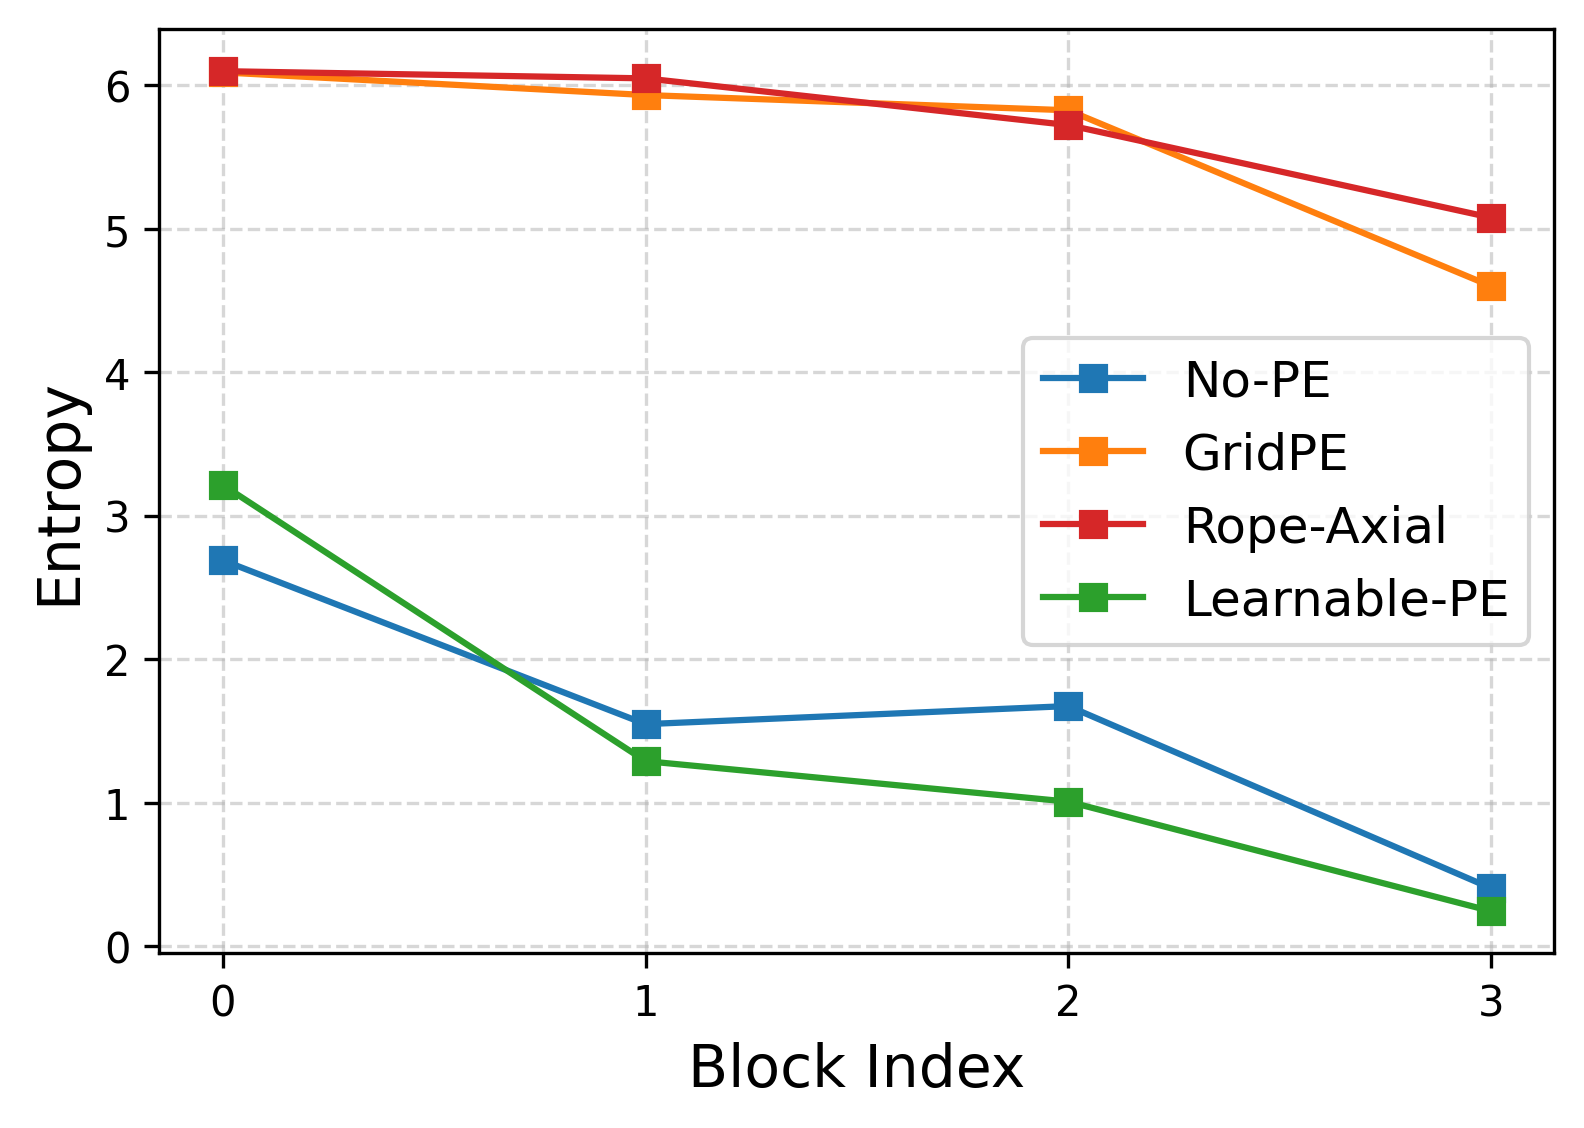 Entropy
6
5
4
3
2
1
0
No-PE
GridPE
Rope-Axial
Learnable-PE
0 1 2 3
Block Index